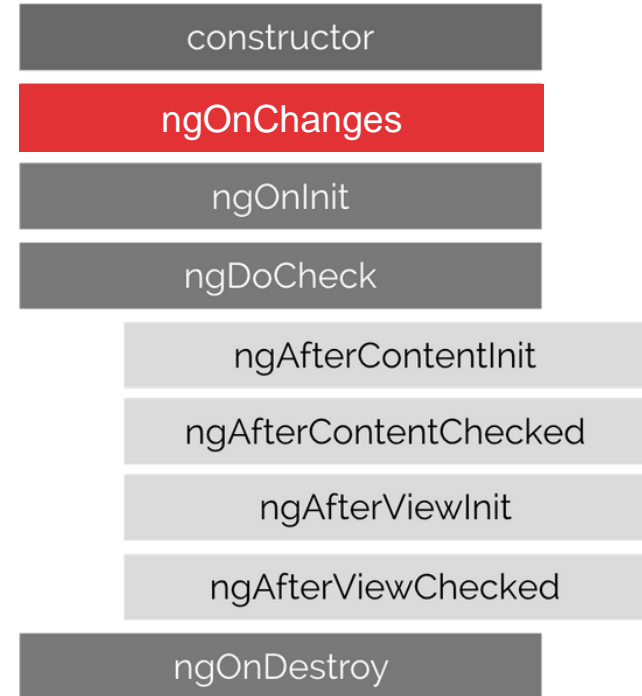 constructor
ngOnChanges
ngOnInit
ngDoCheck
ngAfterContentInit
ngAfterContentChecked
ngAfterViewInit
ngAfterViewChecked
ngOnDestroy